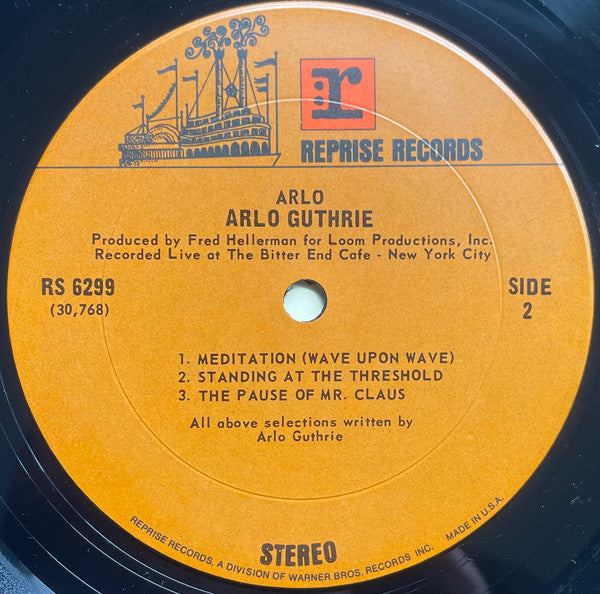 r:
REPRISE RECORDS
ARLO
ARLO GUTHRIE
Produced by Fred Hellerman for Loom Productions, Inc.
Recorded Live at The Bitter End Cafe - New York City
RS 6299
(30,768)
SIDE
2
1. MEDITATION (WAVE UPON WAVE)
2. STANDING AT THE THRESHOLD
3. THE PAUSE OF MR. CLAUS
All above selections written by
Arlo Guthrie
STEREO
REPRISE RECORDS, A DIVISION OF WARNER BROS. RECORDS INC. MADE IN U.S.A.